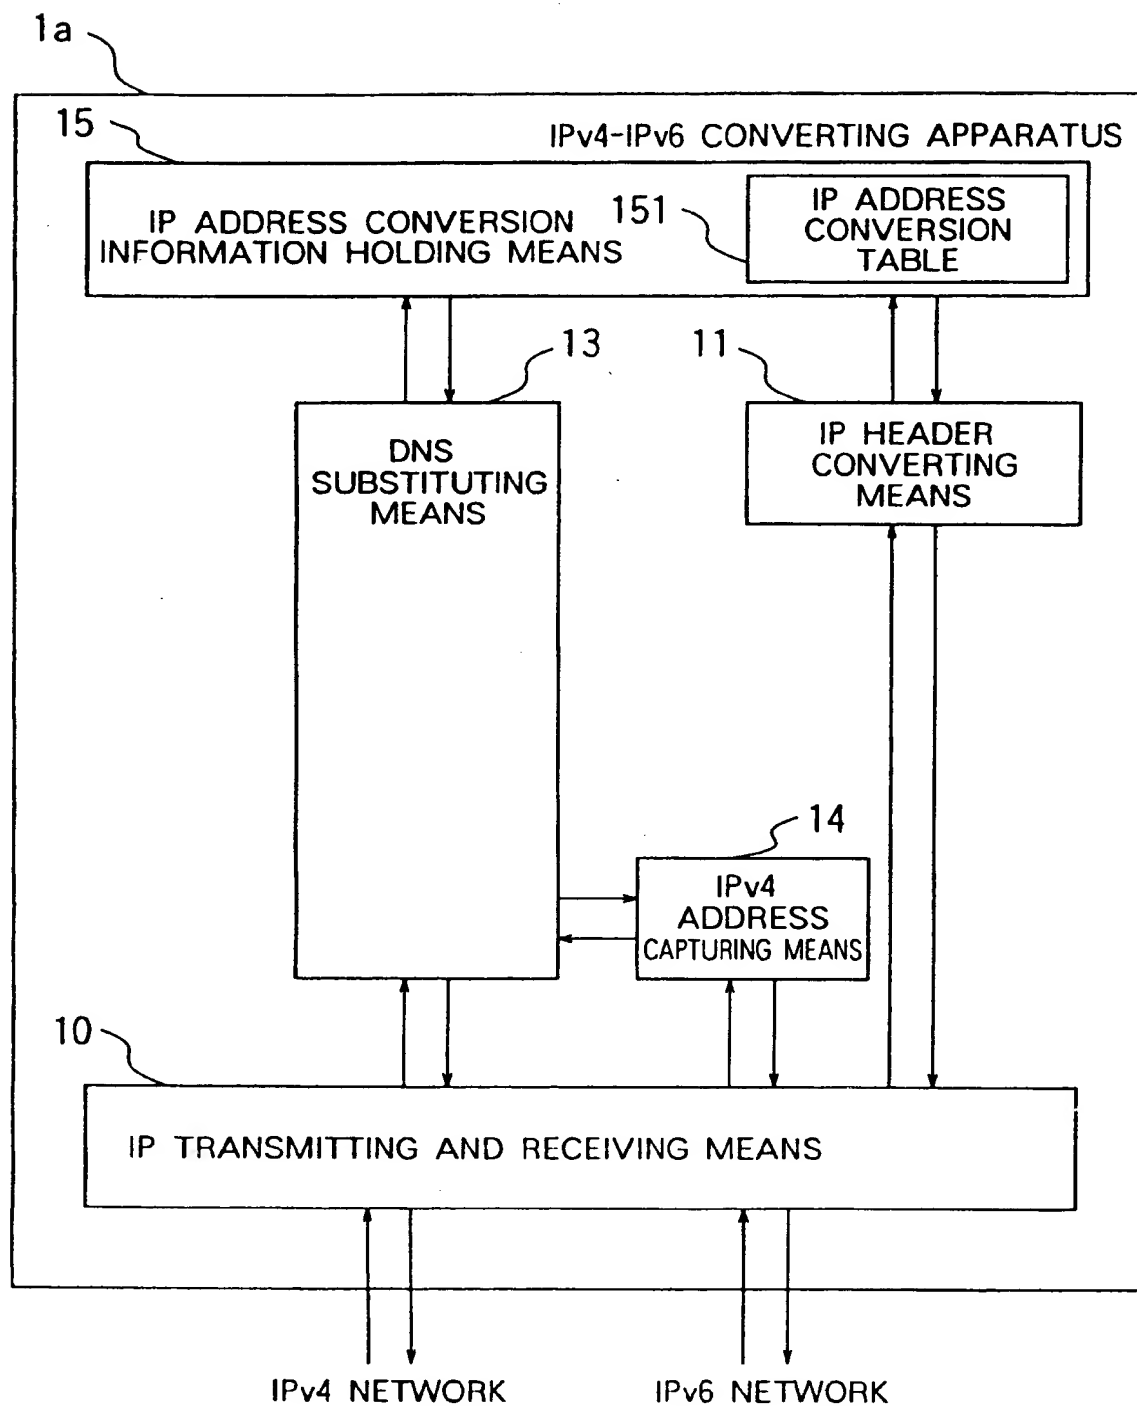 1a
15
IPv4-IPv6 CONVERTING APPARATUS
IP ADDRESS CONVERSION
INFORMATION HOLDING MEANS
151
IP ADDRESS
CONVERSION
TABLE
13
11
DNS
SUBSTITUTING
MEANS
IP HEADER
CONVERTING
MEANS
14
IPv4
ADDRESS
CAPTURING MEANS
10
IP TRANSMITTING AND RECEIVING MEANS
IPv4 NETWORK
IPv6 NETWORK